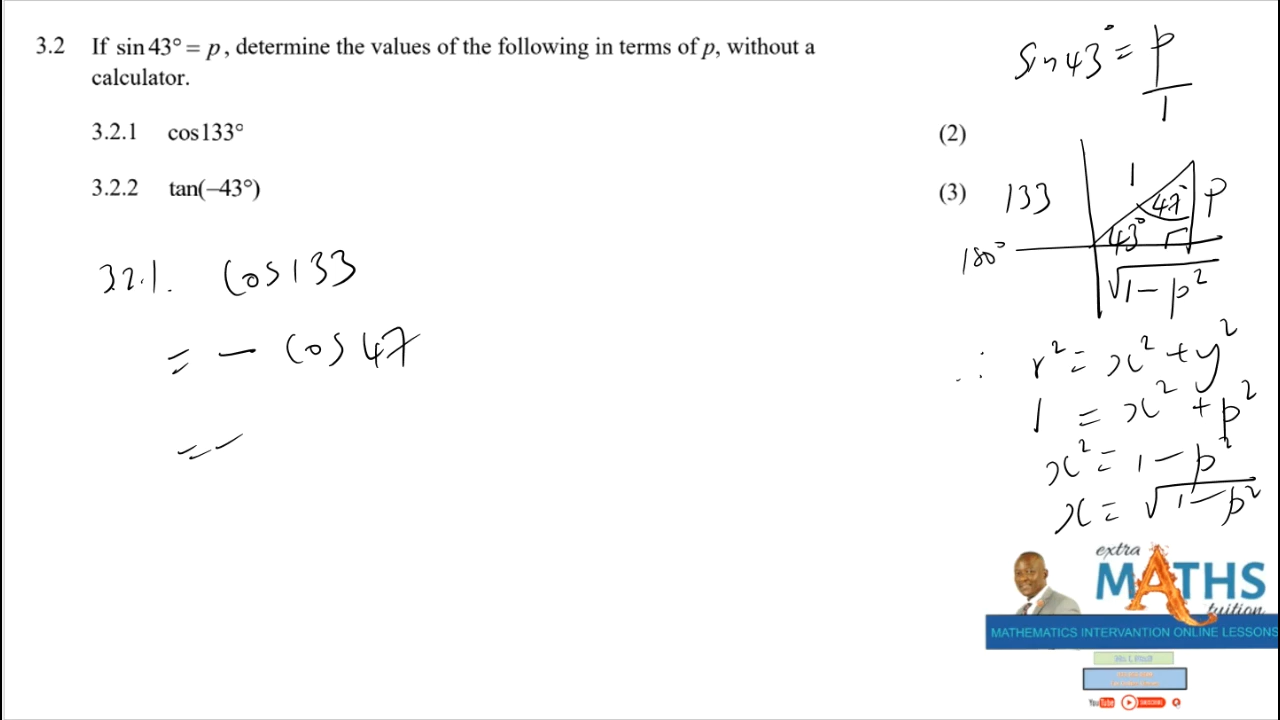 3.2 If sin 43° = p, determine the values of the following in terms of p, without a
calculator.
3.2.1 cos133°
(2)
3.2.2 tan(–43°)
(3)
3.2.1. Cos 133
= – Cos 47
= –
Sin 43° = p/1
133
180°
1
47°
p
43°
√1 – p²
∴ r² = x² + y²
1 = x² + p²
x² = 1 – p²
x = √1 – p²
extra
MATHS
tuition
MATHEMATICS INTERVANTION ONLINE LESSONS
YouTube SUBSCRIBE